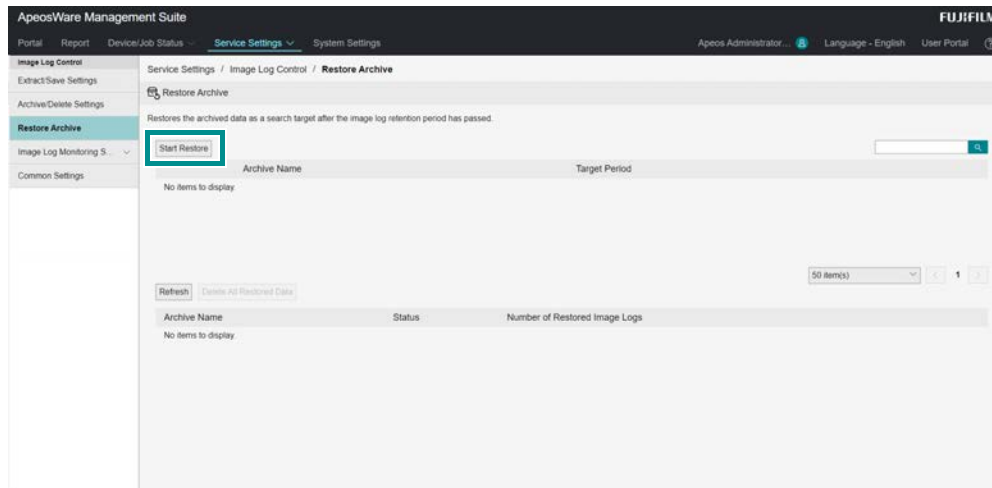 ApeosWare Management Suite FUJIFILM
Portal Report Device/Job Status Service Settings System Settings Apeos Administrator... Language - English User Portal
Image Log Control
Extract/Save Settings
Archive/Delete Settings
Restore Archive
Image Log Monitoring S...
Common Settings
Service Settings / Image Log Control / Restore Archive
Restore Archive
Restores the archived data as a search target after the image log retention period has passed.
Start Restore
Archive Name Target Period
No items to display
50 item(s) < 1 >
Refresh Delete All Restored Data
Archive Name Status Number of Restored Image Logs
No items to display